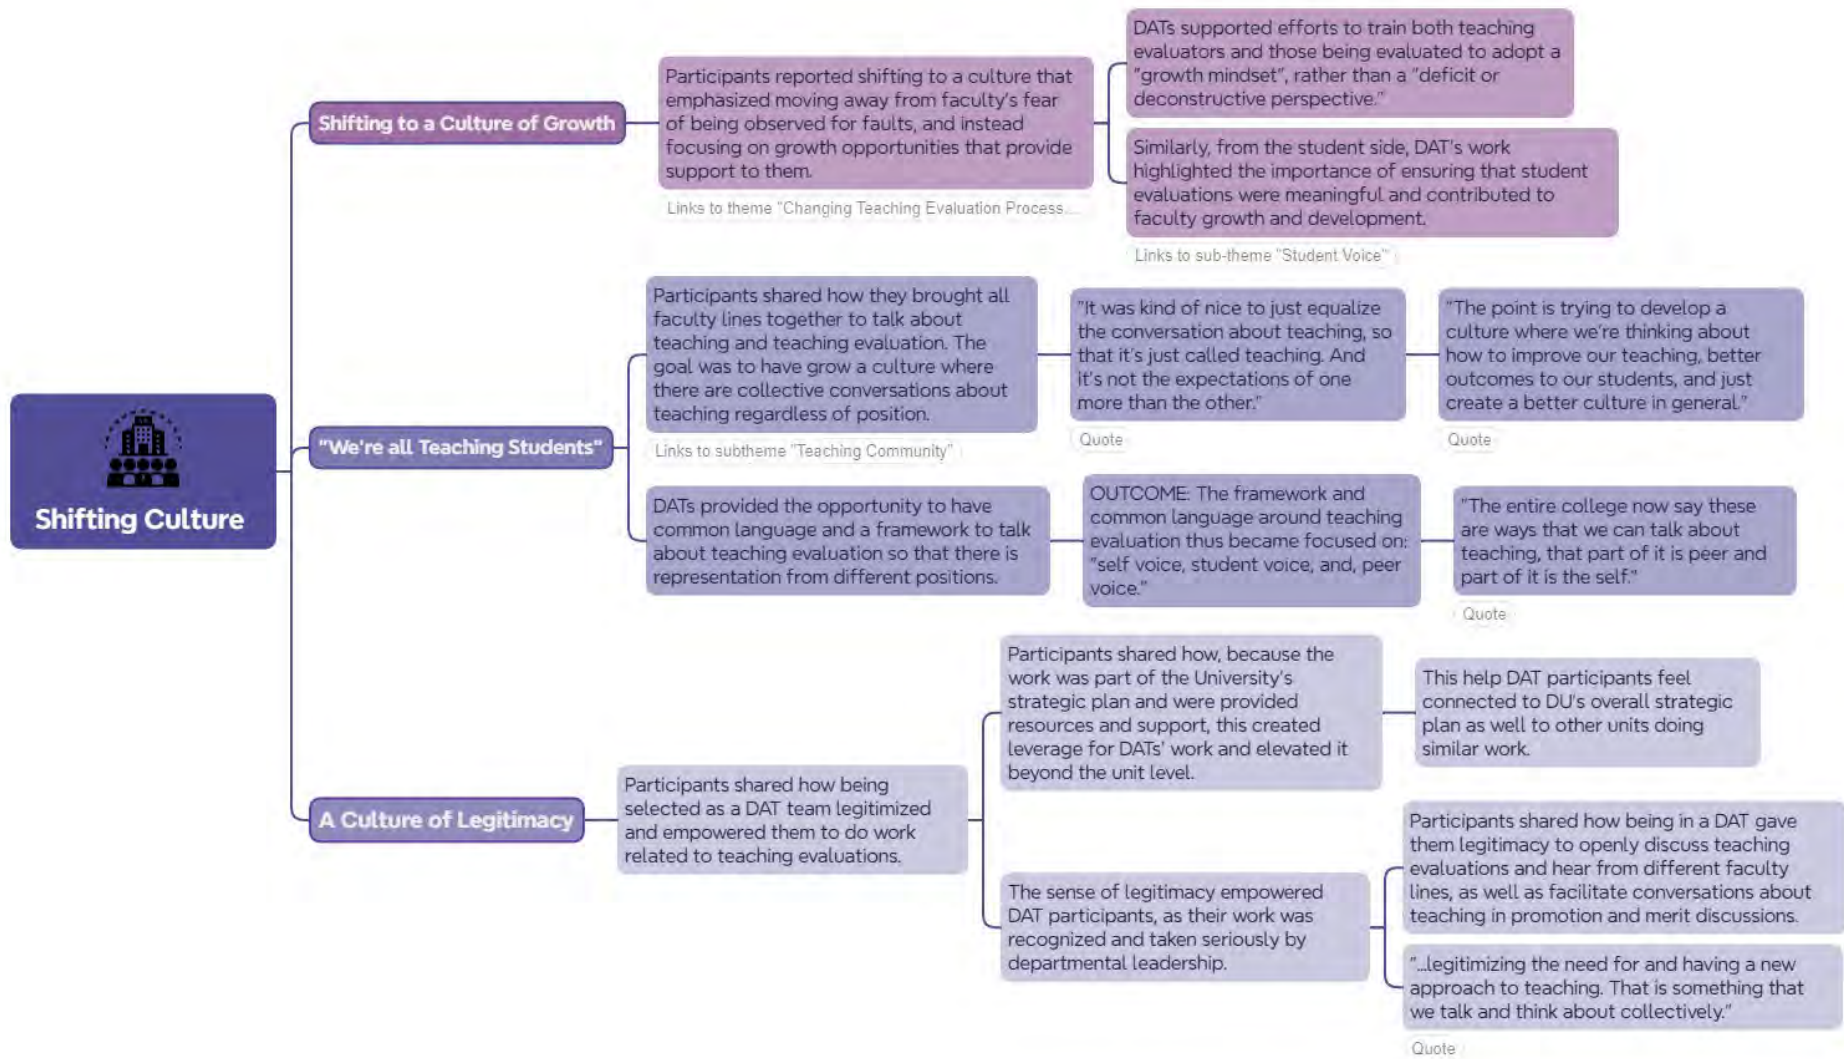 Shifting Culture
Shifting to a Culture of Growth
Participants reported shifting to a culture that
emphasized moving away from faculty's fear
of being observed for faults, and instead
focusing on growth opportunities that provide
support to them.
Links to theme "Changing Teaching Evaluation Process...
DATs supported efforts to train both teaching
evaluators and those being evaluated to adopt a
"growth mindset", rather than a "deficit or
deconstructive perspective."
Similarly, from the student side, DAT's work
highlighted the importance of ensuring that student
evaluations were meaningful and contributed to
faculty growth and development.
Links to sub-theme "Student Voice"
"We're all Teaching Students"
Participants shared how they brought all
faculty lines together to talk about
teaching and teaching evaluation. The
goal was to have grow a culture where
there are collective conversations about
teaching regardless of position.
Links to subtheme "Teaching Community"
"It was kind of nice to just equalize
the conversation about teaching, so
that it's just called teaching. And
it's not the expectations of one
more than the other."
Quote
"The point is trying to develop a
culture where we're thinking about
how to improve our teaching, better
outcomes to our students, and just
create a better culture in general."
Quote
DATs provided the opportunity to have
common language and a framework to talk
about teaching evaluation so that there is
representation from different positions.
OUTCOME: The framework and
common language around teaching
evaluation thus became focused on:
"self voice, student voice, and, peer
voice."
"The entire college now say these
are ways that we can talk about
teaching, that part of it is peer and
part of it is the self."
Quote
A Culture of Legitimacy
Participants shared how being
selected as a DAT team legitimized
and empowered them to do work
related to teaching evaluations.
Participants shared how, because the
work was part of the University's
strategic plan and were provided
resources and support, this created
leverage for DATs' work and elevated it
beyond the unit level.
This help DAT participants feel
connected to DU's overall strategic
plan as well to other units doing
similar work.
The sense of legitimacy empowered
DAT participants, as their work was
recognized and taken seriously by
departmental leadership.
Participants shared how being in a DAT gave
them legitimacy to openly discuss teaching
evaluations and hear from different faculty
lines, as well as facilitate conversations about
teaching in promotion and merit discussions.
"...legitimizing the need for and having a new
approach to teaching. That is something that
we talk and think about collectively."
Quote